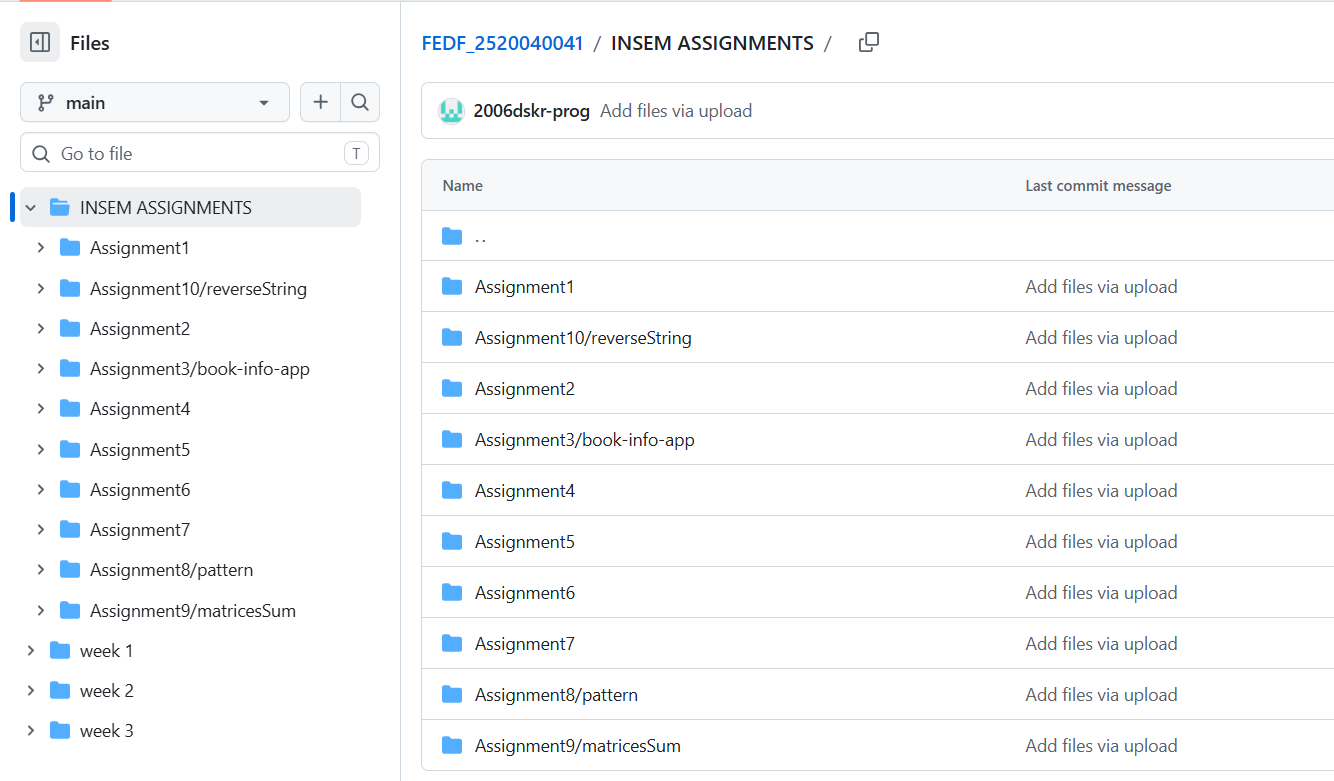 Files
main
Go to file
T
INSEM ASSIGNMENTS
Assignment1
Assignment10/reverseString
Assignment2
Assignment3/book-info-app
Assignment4
Assignment5
Assignment6
Assignment7
Assignment8/pattern
Assignment9/matricesSum
week 1
week 2
week 3
FEDF_2520040041 / INSEM ASSIGNMENTS /
2006dskr-prog Add files via upload
Name Last commit message
..
Assignment1 Add files via upload
Assignment10/reverseString Add files via upload
Assignment2 Add files via upload
Assignment3/book-info-app Add files via upload
Assignment4 Add files via upload
Assignment5 Add files via upload
Assignment6 Add files via upload
Assignment7 Add files via upload
Assignment8/pattern Add files via upload
Assignment9/matricesSum Add files via upload